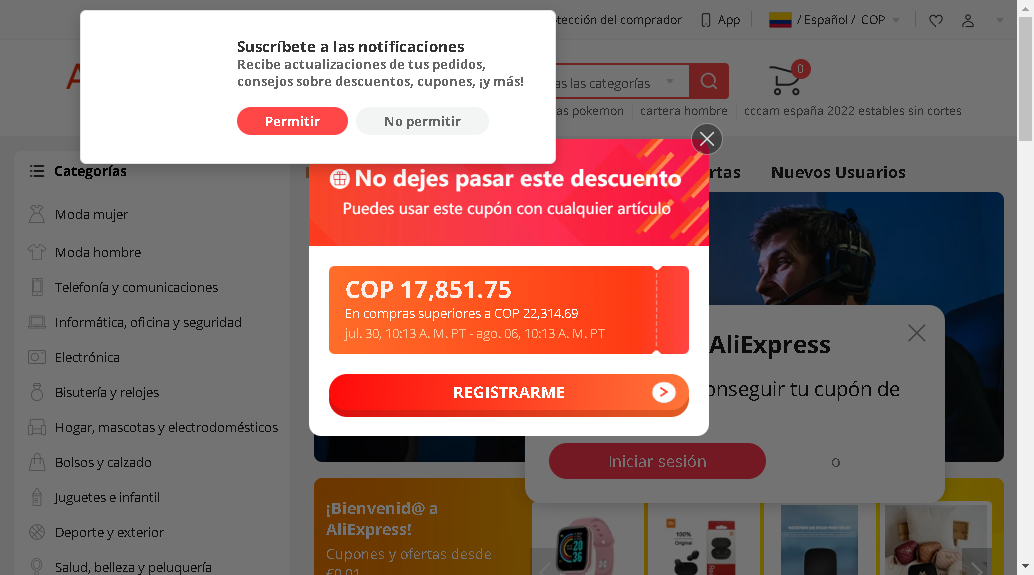 Suscríbete a las notificaciones
Recibe actualizaciones de tus pedidos,
consejos sobre descuentos, cupones, ¡y más!
Permitir
No permitir
del comprador
App
/ Español / COP
las categorías
0
pokemon
cartera hombre
cccam españa 2022 estables sin cortes
Categorías
Nuevos Usuarios
Moda mujer
Moda hombre
Telefonía y comunicaciones
Informática, oficina y seguridad
Electrónica
Bisutería y relojes
Hogar, mascotas y electrodomésticos
Bolsos y calzado
Juguetes e infantil
Deporte y exterior
Salud, belleza y peluquería
No dejes pasar este descuento
Puedes usar este cupón con cualquier artículo
COP 17,851.75
En compras superiores a COP 22,314.69
jul. 30, 10:13 A. M. PT - ago. 06, 10:13 A. M. PT
REGISTRARME
AliExpress
tu cupón de
Iniciar sesión
o
¡Bienvenid@ a
AliExpress!
Cupones y ofertas desde
€0,01
100%
Original